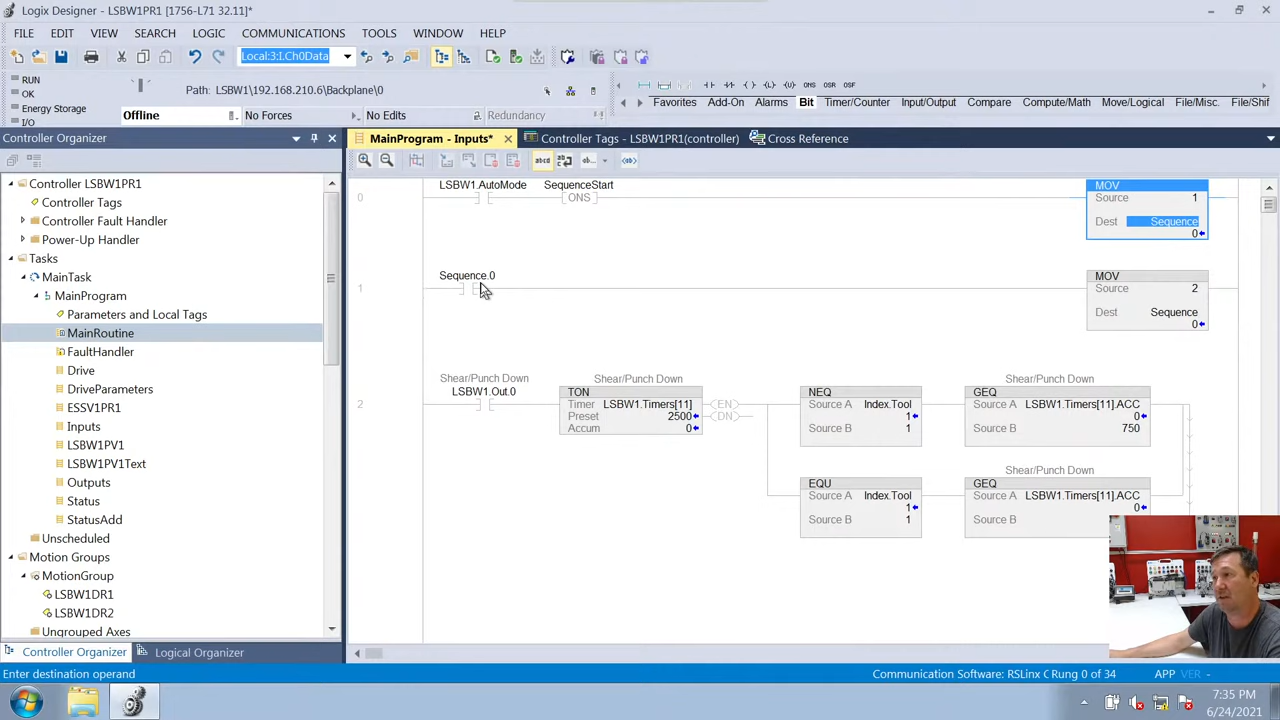 Logix Designer - LSBW1PR1 [1756-L71 32.11]*
FILE EDIT VIEW SEARCH LOGIC COMMUNICATIONS TOOLS WINDOW HELP
Local:3:I.Ch0Data
RUN
OK
Energy Storage
I/O
Path: LSBW1\192.168.210.6\Backplane\0
Offline No Forces No Edits Redundancy
Favorites Add-On Alarms Bit Timer/Counter Input/Output Compare Compute/Math Move/Logical File/Misc. File/Shif
Controller Organizer
MainProgram - Inputs* Controller Tags - LSBW1PR1(controller) Cross Reference
Controller LSBW1PR1
Controller Tags
Controller Fault Handler
Power-Up Handler
Tasks
MainTask
MainProgram
Parameters and Local Tags
MainRoutine
FaultHandler
Drive
DriveParameters
ESSV1PR1
Inputs
LSBW1PV1
LSBW1PV1Text
Outputs
Status
StatusAdd
Unscheduled
Motion Groups
MotionGroup
LSBW1DR1
LSBW1DR2
Ungrouped Axes
Controller Organizer Logical Organizer
LSBW1.AutoMode SequenceStart
0
ONS
MOV
Source 1
Dest Sequence
0
Sequence.0
1
MOV
Source 2
Dest Sequence
0
Shear/Punch Down
LSBW1.Out.0
2
Shear/Punch Down
TON
Timer LSBW1.Timers[11]
Preset 2500
Accum 0
EN
DN
NEQ
Source A Index.Tool
1
Source B 1
Shear/Punch Down
GEQ
Source A LSBW1.Timers[11].ACC
0
Source B 750
EQU
Source A Index.Tool
1
Source B 1
Shear/Punch Down
GEQ
Source A LSBW1.Timers[11].ACC
0
Source B
Enter destination operand
Communication Software: RSLinx C Rung 0 of 34 APP VER -
7:35 PM
6/24/2021